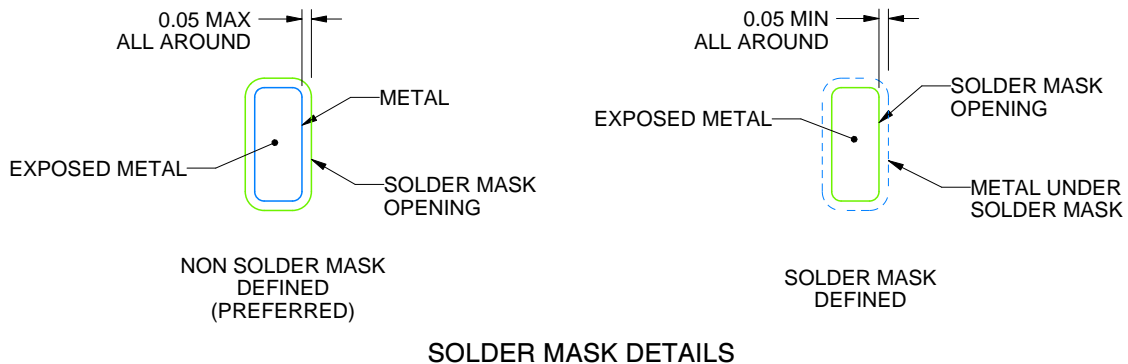 0.05 MAX
ALL AROUND
METAL
EXPOSED METAL
SOLDER MASK
OPENING
NON SOLDER MASK
DEFINED
(PREFERRED)
0.05 MIN
ALL AROUND
SOLDER MASK
OPENING
EXPOSED METAL
METAL UNDER
SOLDER MASK
SOLDER MASK
DEFINED
SOLDER MASK DETAILS